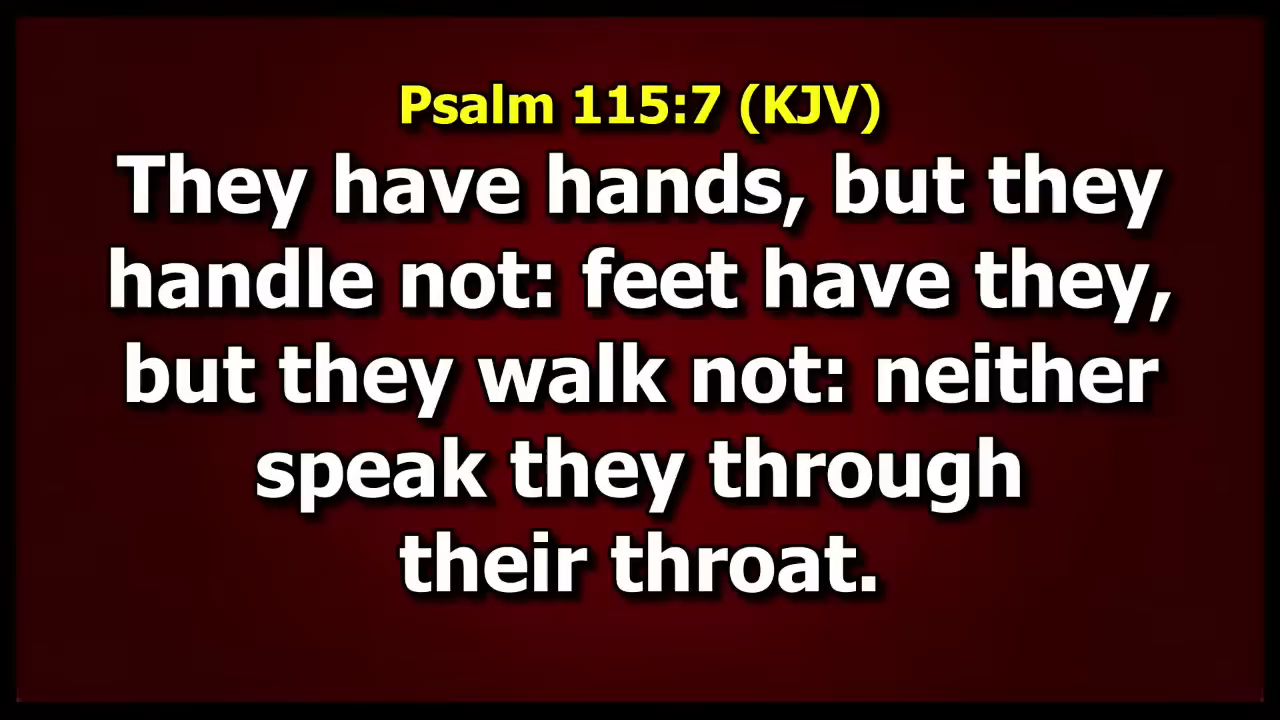 Psalm 115:7 (KJV)
They have hands, but they
handle not: feet have they,
but they walk not: neither
speak they through
their throat.